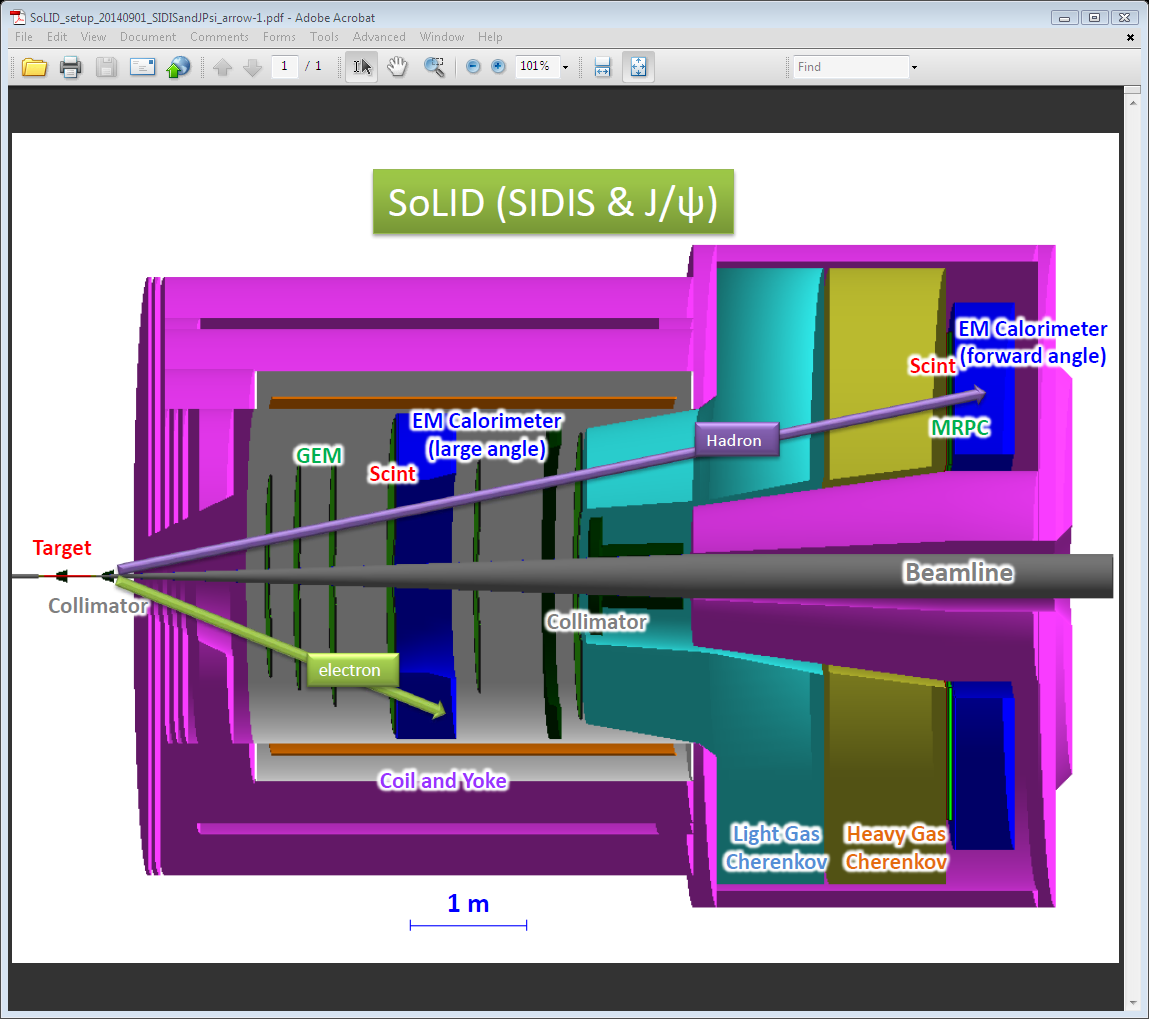 SoLID_setup_20140901_SIDISandJPsi_arrow-1.pdf - Adobe Acrobat
File Edit View Document Comments Forms Tools Advanced Window Help
1 / 1 101% Find
SoLID (SIDIS & J/ψ)
EM Calorimeter
(forward angle)
Scint
EM Calorimeter
(large angle)
Hadron
MRPC
GEM
Scint
Target
Beamline
Collimator
Collimator
electron
Coil and Yoke
Light Gas
Cherenkov
Heavy Gas
Cherenkov
1 m